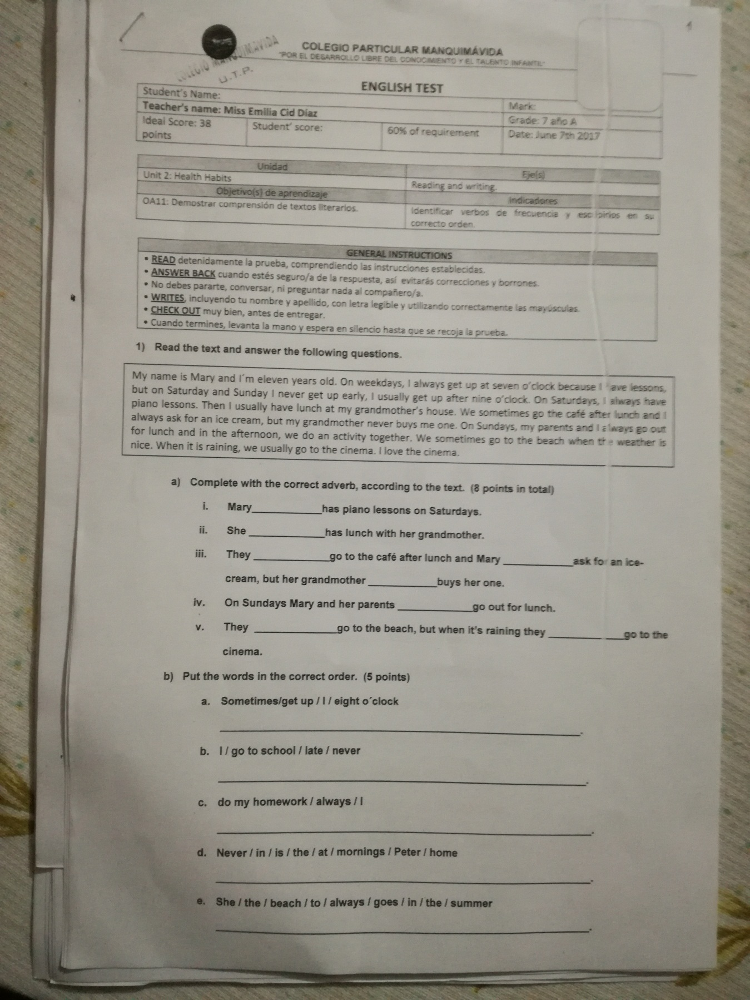 1
COLEGIO MANQUIMAVIDA
U.T.P.
COLEGIO PARTICULAR MANQUIMÁVIDA
"POR EL DESARROLLO LIBRE DEL CONOCIMIENTO Y EL TALENTO INFANTIL"
ENGLISH TEST
Student's Name:
Mark:
Teacher's name: Miss Emilia Cid Díaz
Grade: 7 año A
Ideal Score: 38 points
Student' score:
60% of requirement
Date: June 7th 2017
Unidad
Eje(s)
Unit 2: Health Habits
Reading and writing.
Objetivo(s) de aprendizaje
Indicadores
OA11: Demostrar comprensión de textos literarios.
Identificar verbos de frecuencia y escribirlos en su
correcto orden.
GENERAL INSTRUCTIONS
• READ detenidamente la prueba, comprendiendo las instrucciones establecidas.
• ANSWER BACK cuando estés seguro/a de la respuesta, así evitarás correcciones y borrones.
• No debes pararte, conversar, ni preguntar nada al compañero/a.
• WRITES, incluyendo tu nombre y apellido, con letra legible y utilizando correctamente las mayúsculas.
• CHECK OUT muy bien, antes de entregar.
• Cuando termines, levanta la mano y espera en silencio hasta que se recoja la prueba.
1) Read the text and answer the following questions.
My name is Mary and I´m eleven years old. On weekdays, I always get up at seven o'clock because I have lessons,
but on Saturday and Sunday I never get up early, I usually get up after nine o'clock. On Saturdays, I always have
piano lessons. Then I usually have lunch at my grandmother's house. We sometimes go the café after lunch and I
always ask for an ice cream, but my grandmother never buys me one. On Sundays, my parents and I always go out
for lunch and in the afternoon, we do an activity together. We sometimes go to the beach when the weather is
nice. When it is raining, we usually go to the cinema. I love the cinema.
a) Complete with the correct adverb, according to the text. (8 points in total)
i. Mary____________has piano lessons on Saturdays.
ii. She _____________has lunch with her grandmother.
iii. They _____________go to the café after lunch and Mary ____________ask for an ice-
cream, but her grandmother ____________buys her one.
iv. On Sundays Mary and her parents _____________go out for lunch.
v. They ______________go to the beach, but when it's raining they _____________go to the
cinema.
b) Put the words in the correct order. (5 points)
a. Sometimes/get up / I / eight o´clock
.
b. I / go to school / late / never
.
c. do my homework / always / I
.
d. Never / in / is / the / at / mornings / Peter / home
.
e. She / the / beach / to / always / goes / in / the / summer
.